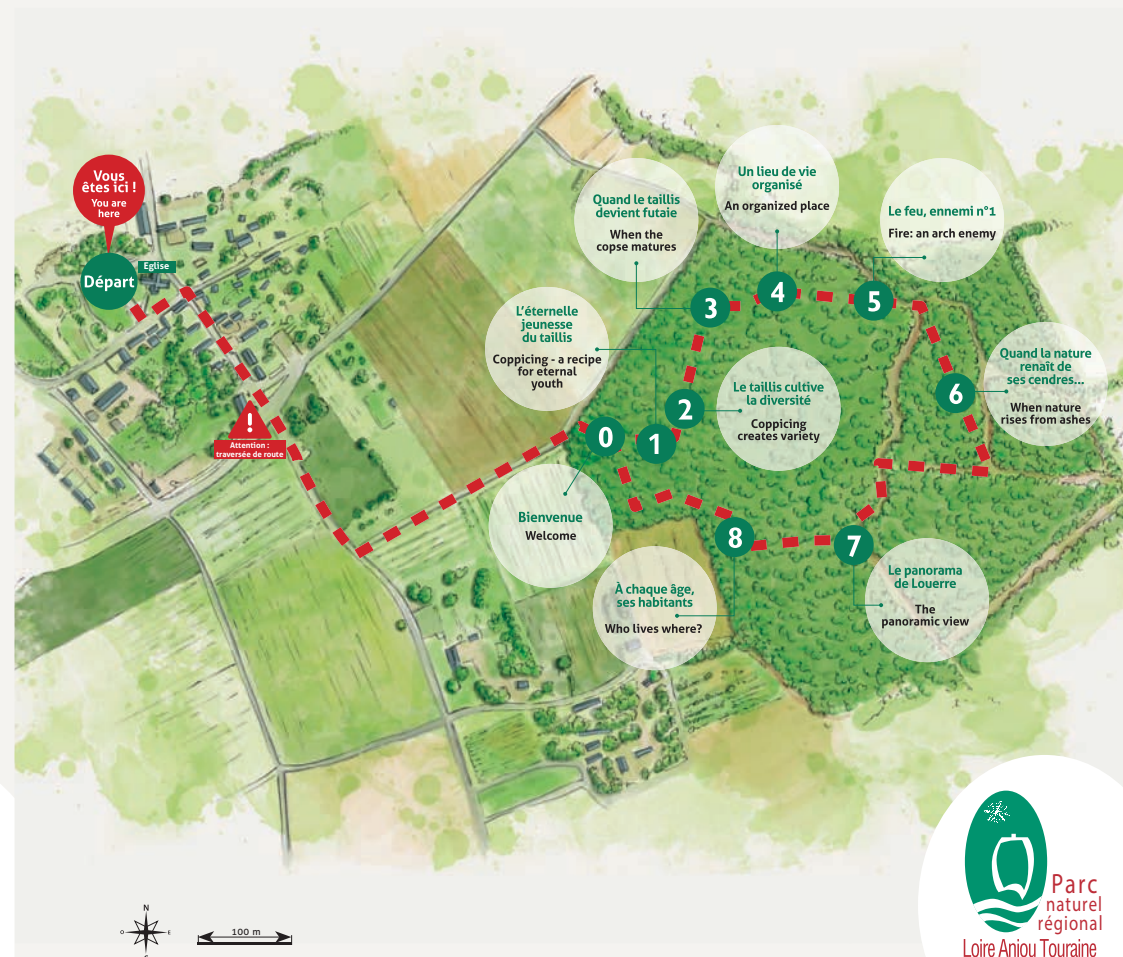 Vous
êtes ici !
You are
here
Départ
Eglise
!
Attention :
traversée de route
Quand le taillis
devient futaie
When the
copse matures
Un lieu de vie
organisé
An organized place
Le feu, ennemi n°1
Fire: an arch enemy
L'éternelle
jeunesse
du taillis
Coppicing - a recipe
for eternal
youth
Le taillis cultive
la diversité
Coppicing
creates variety
Quand la nature
renaît de
ses cendres...
When nature
rises from ashes
Bienvenue
Welcome
À chaque âge,
ses habitants
Who lives where?
Le panorama
de Louerre
The
panoramic view
0
1
2
3
4
5
6
7
8
N
O
E
S
100 m
Parc
naturel
régional
Loire Anjou Touraine